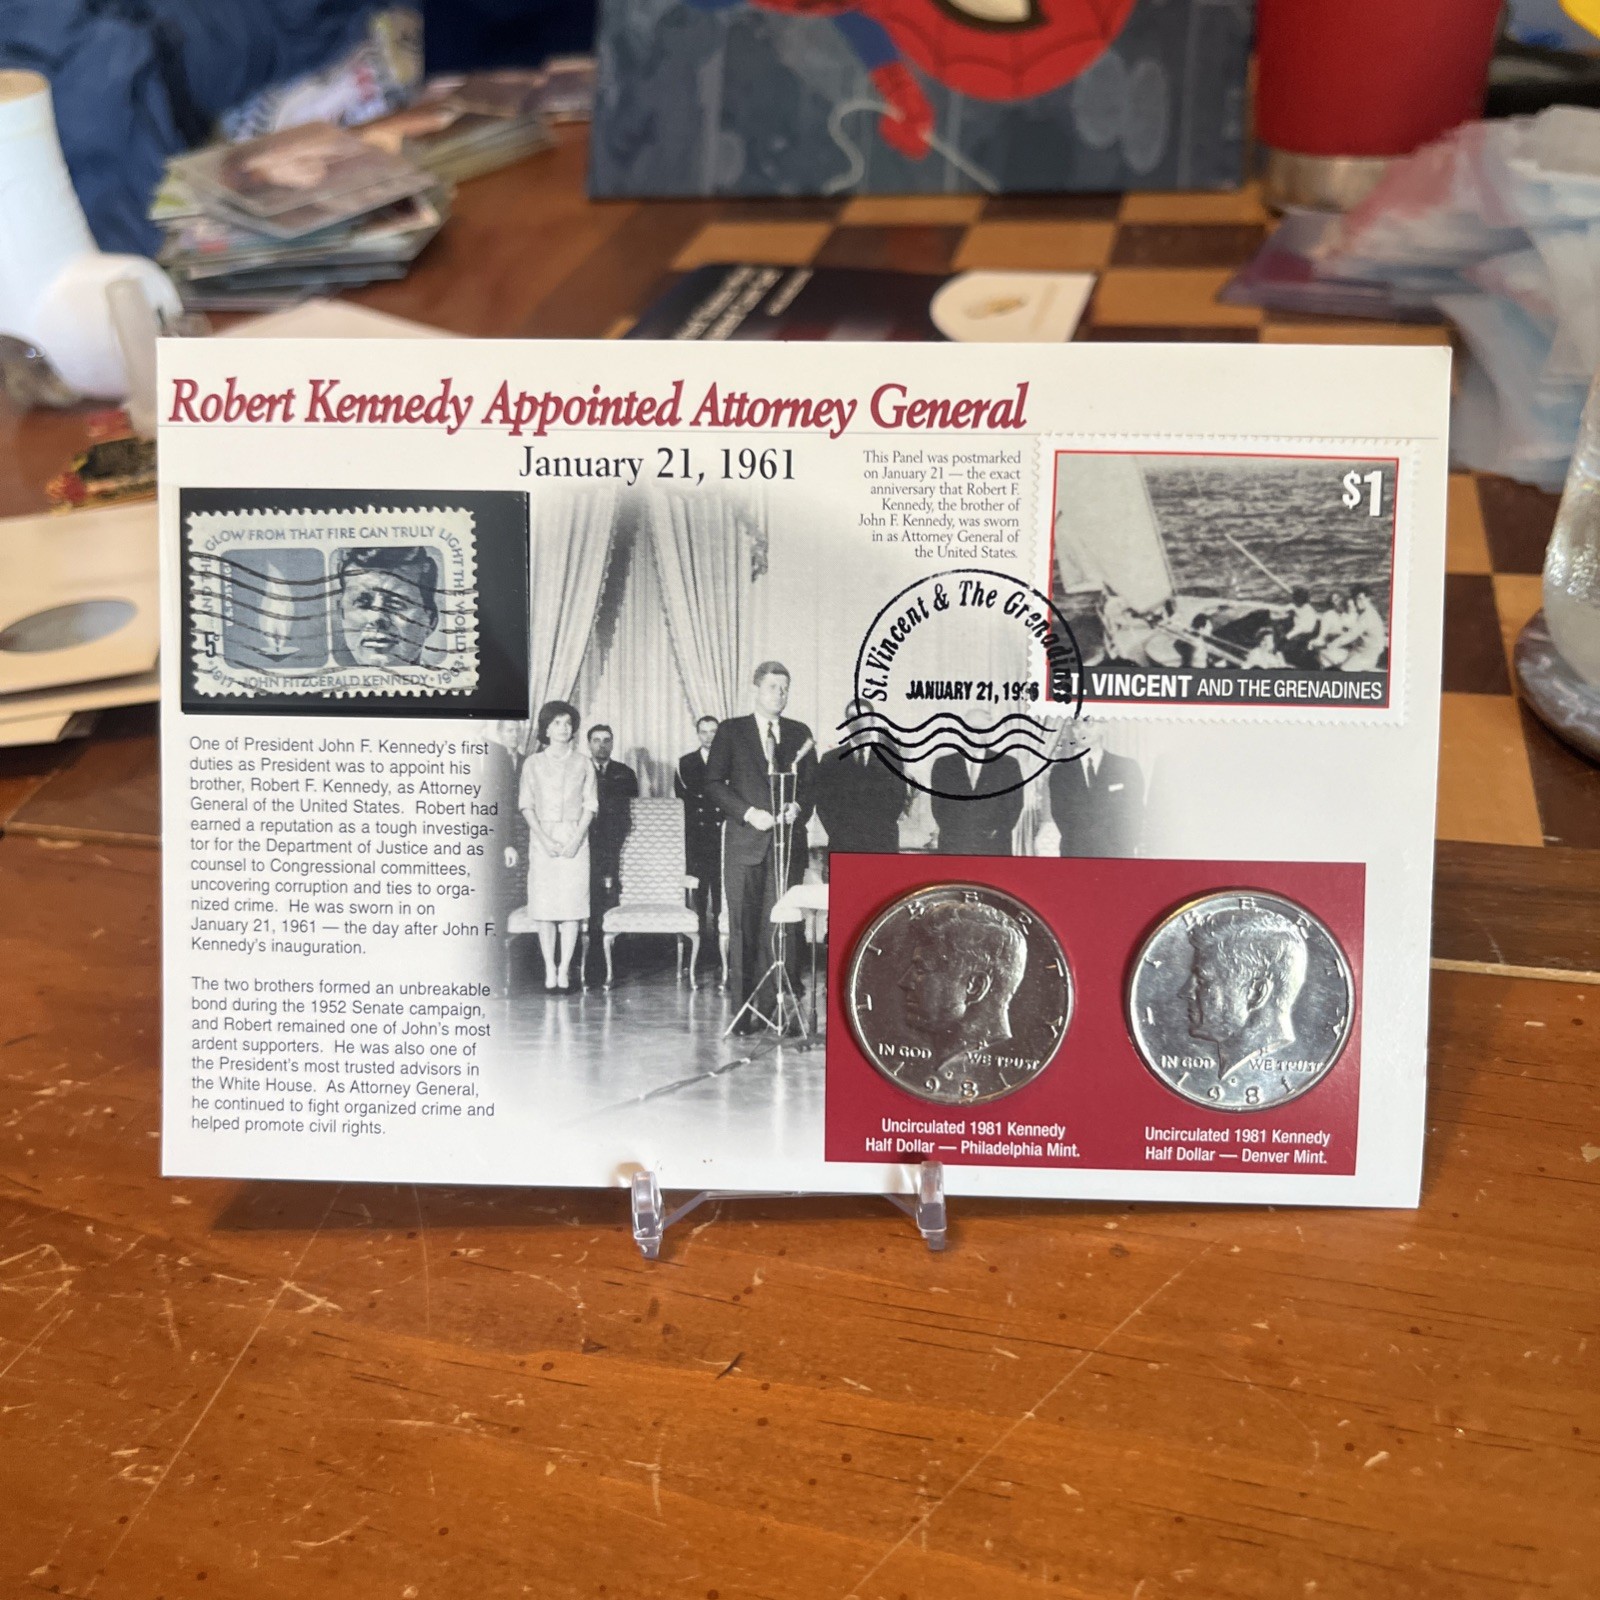 Robert Kennedy Appointed Attorney General
January 21, 1961
This Panel was postmarked
on January 21 — the exact
anniversary that Robert F.
Kennedy, the brother of
John F. Kennedy, was sworn
in as Attorney General of
the United States.
$1
T. VINCENT AND THE GRENADINES
St. Vincent & The Grenadines
JANUARY 21, 1996
AND THE GLOW FROM THAT FIRE CAN TRULY LIGHT THE WORLD
5¢
1917 · JOHN FITZGERALD KENNEDY · 196
One of President John F. Kennedy's first
duties as President was to appoint his
brother, Robert F. Kennedy, as Attorney
General of the United States. Robert had
earned a reputation as a tough investiga-
tor for the Department of Justice and as
counsel to Congressional committees,
uncovering corruption and ties to orga-
nized crime. He was sworn in on
January 21, 1961 — the day after John F.
Kennedy's inauguration.
The two brothers formed an unbreakable
bond during the 1952 Senate campaign,
and Robert remained one of John's most
ardent supporters. He was also one of
the President's most trusted advisors in
the White House. As Attorney General,
he continued to fight organized crime and
helped promote civil rights.
LIBERTY
IN GOD WE TRUST
1981
LIBERTY
IN GOD WE TRUST
1981
Uncirculated 1981 Kennedy
Half Dollar — Philadelphia Mint.
Uncirculated 1981 Kennedy
Half Dollar — Denver Mint.